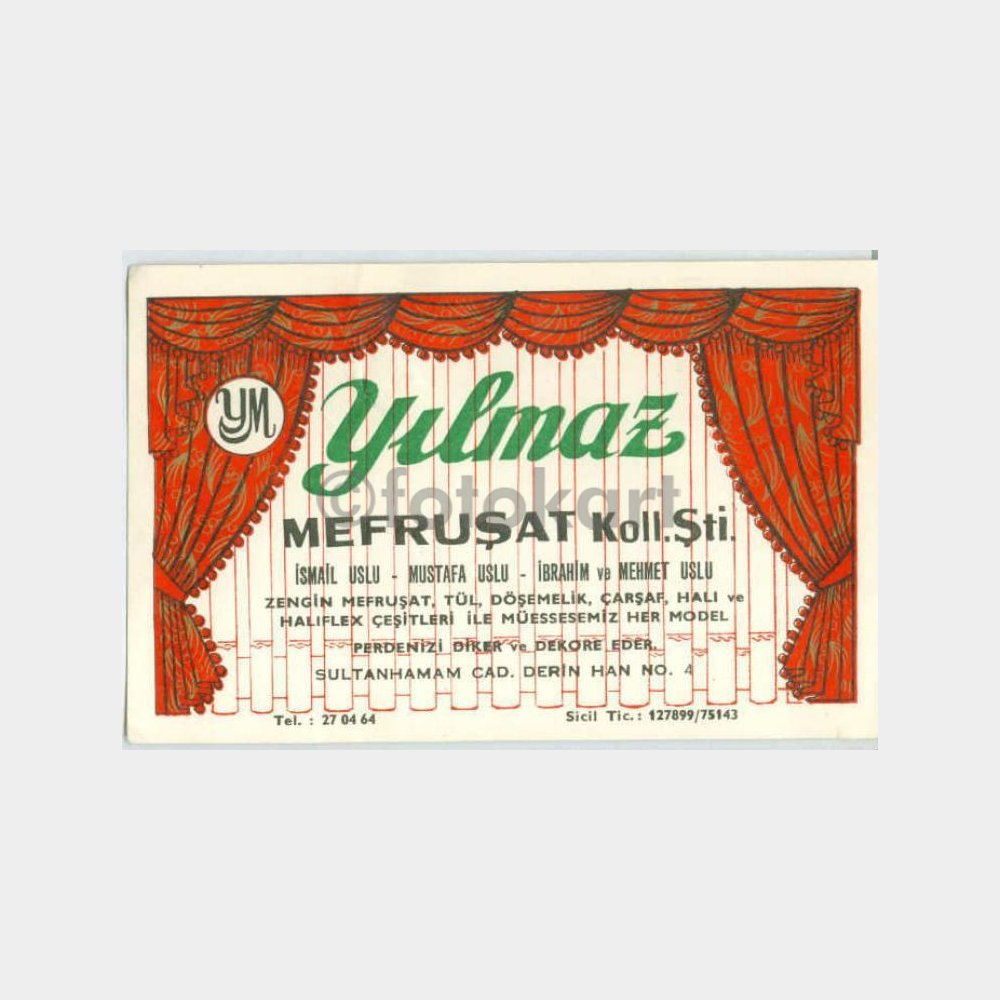 YM
Yılmaz
©fotokart
MEFRUŞAT Koll.Şti.
İSMAİL USLU - MUSTAFA USLU - İBRAHİM ve MEHMET USLU
ZENGİN MEFRUŞAT, TÜL, DÖŞEMELİK, ÇARŞAF, HALI ve
HALIFLEX ÇEŞİTLERİ İLE MÜESSESEMİZ HER MODEL
PERDENİZİ DİKER ve DEKORE EDER.
SULTANHAMAM CAD. DERİN HAN NO. 4
Tel. : 27 04 64 Sicil Tic. : 127899/75143